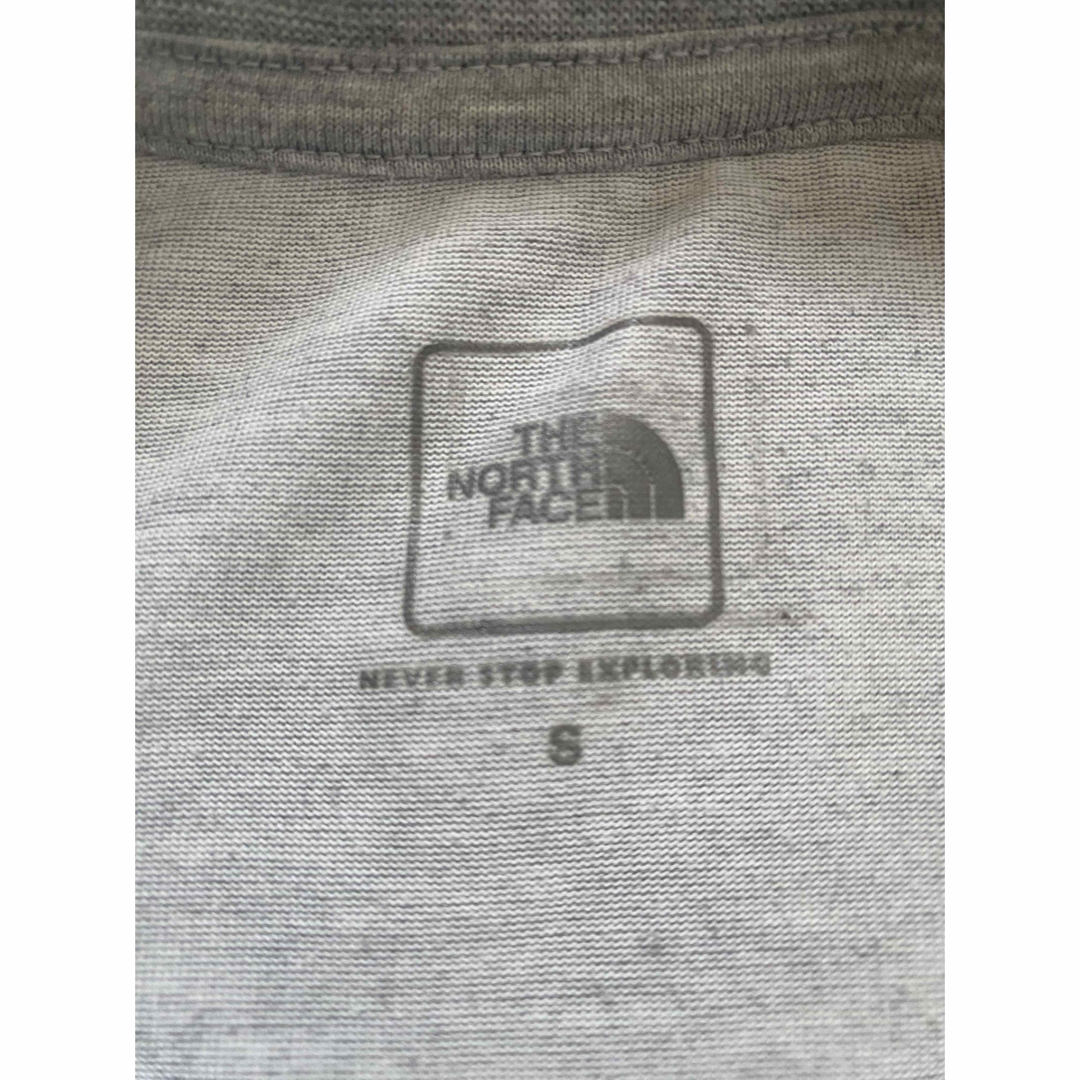 THE
NORTH
FACE
NEVER STOP EXPLORING
S